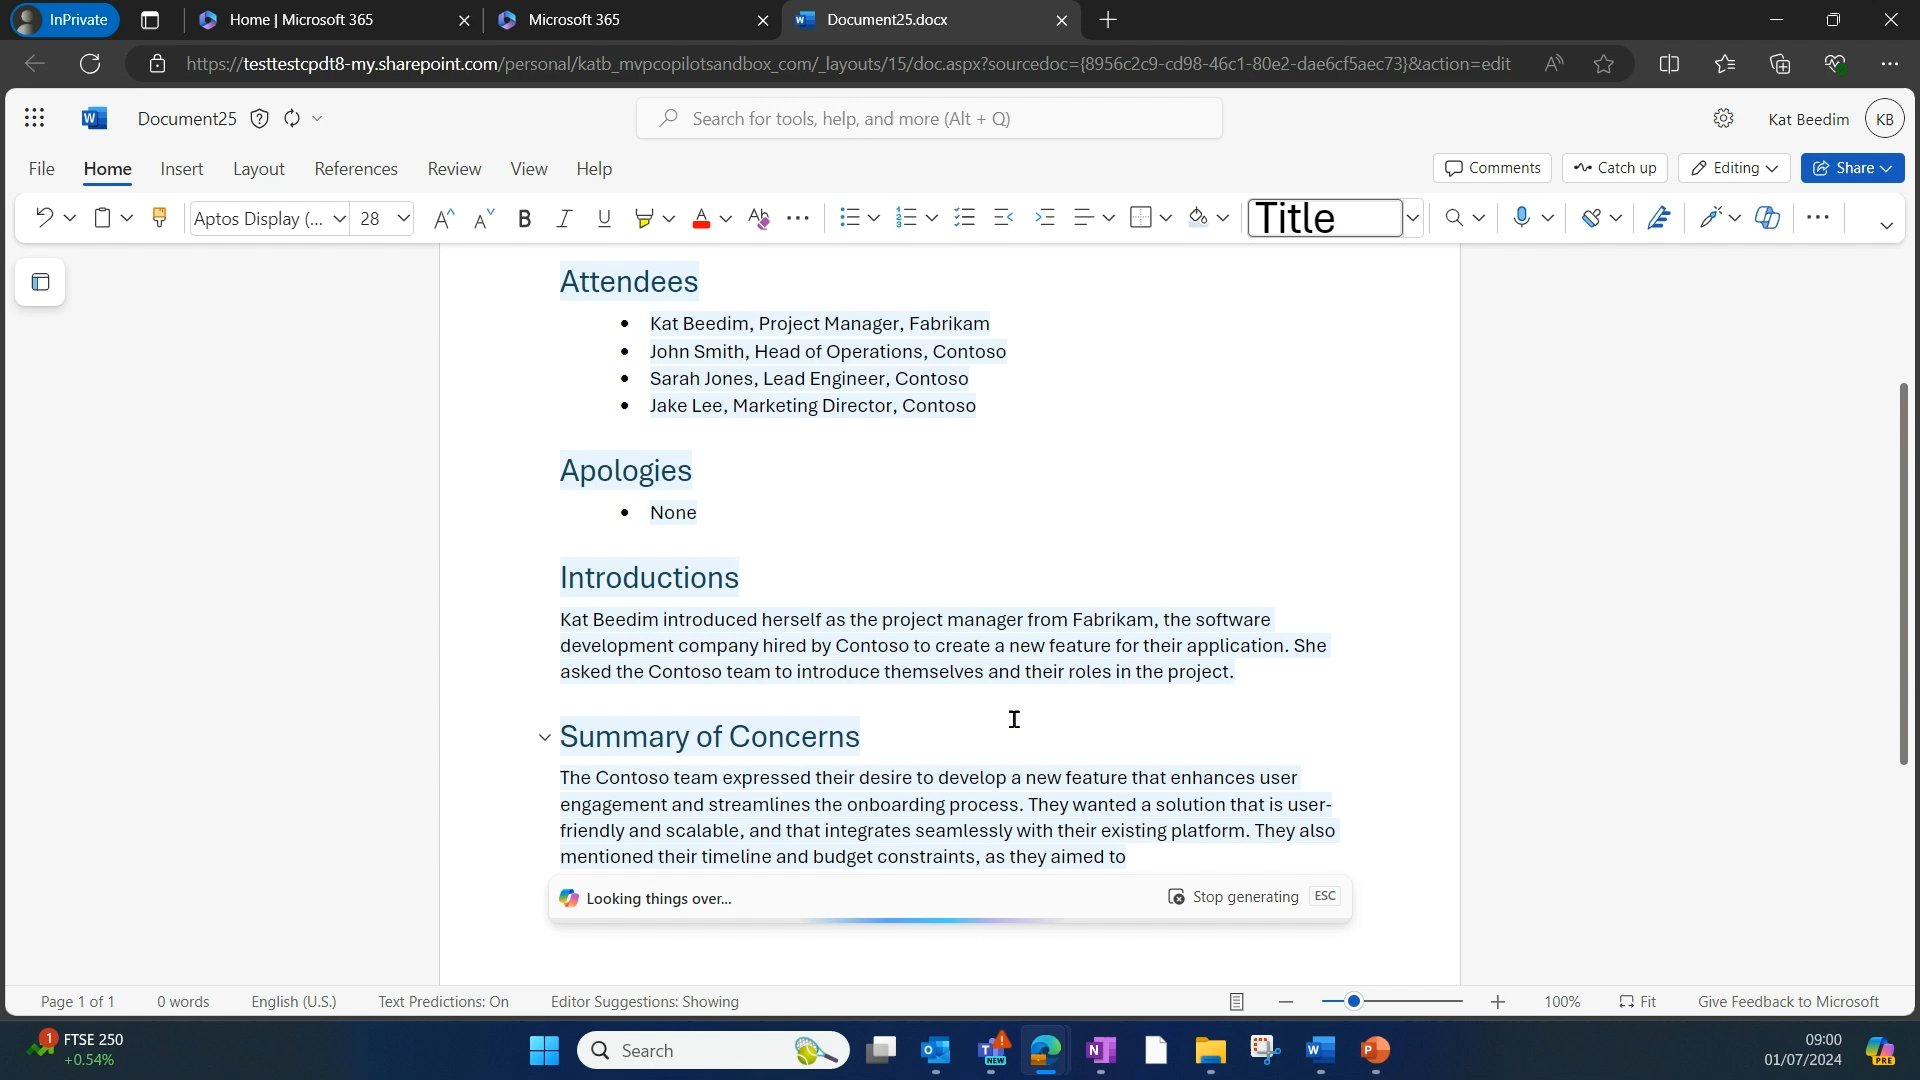 InPrivate
Home | Microsoft 365
Microsoft 365
Document25.docx
https://testtestcpdt8-my.sharepoint.com/personal/katb_mvpcopilotsandbox_com/_layouts/15/doc.aspx?sourcedoc={8956c2c9-cd98-46c1-80e2-dae6cf5aec73}&action=edit
Document25
Search for tools, help, and more (Alt + Q)
Kat Beedim
KB
File Home Insert Layout References Review View Help
Comments
Catch up
Editing
Share
Aptos Display (...
28
Title
Attendees
• Kat Beedim, Project Manager, Fabrikam
• John Smith, Head of Operations, Contoso
• Sarah Jones, Lead Engineer, Contoso
• Jake Lee, Marketing Director, Contoso
Apologies
• None
Introductions
Kat Beedim introduced herself as the project manager from Fabrikam, the software
development company hired by Contoso to create a new feature for their application. She
asked the Contoso team to introduce themselves and their roles in the project.
Summary of Concerns
The Contoso team expressed their desire to develop a new feature that enhances user
engagement and streamlines the onboarding process. They wanted a solution that is user-
friendly and scalable, and that integrates seamlessly with their existing platform. They also
mentioned their timeline and budget constraints, as they aimed to
Looking things over...
Stop generating
ESC
Page 1 of 1
0 words
English (U.S.)
Text Predictions: On
Editor Suggestions: Showing
100%
Fit
Give Feedback to Microsoft
1
FTSE 250
+0.54%
Search
NEW
09:00
01/07/2024
PRE